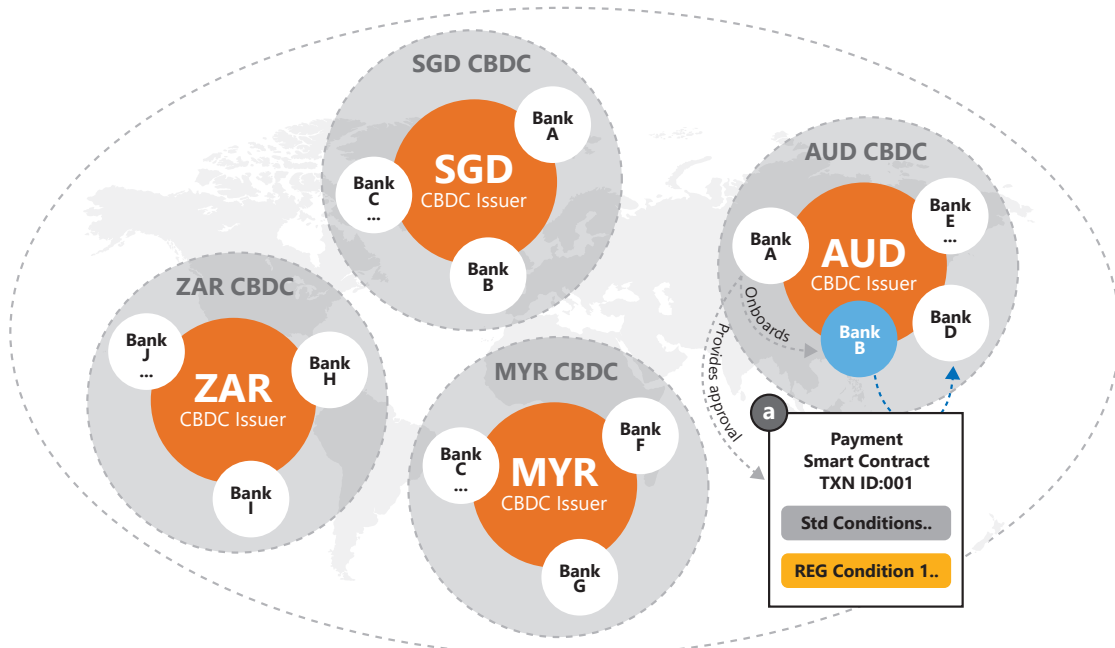 SGD CBDC
Bank
A
SGD
CBDC Issuer
Bank
C
...
Bank
B
AUD CBDC
Bank
E
...
Bank
A
AUD
CBDC Issuer
Onboards
Bank
B
Bank
D
Provides approval
ZAR CBDC
Bank
J
...
Bank
H
ZAR
CBDC Issuer
Bank
I
MYR CBDC
Bank
F
Bank
C
...
MYR
CBDC Issuer
Bank
G
a
Payment
Smart Contract
TXN ID:001
Std Conditions..
REG Condition 1..